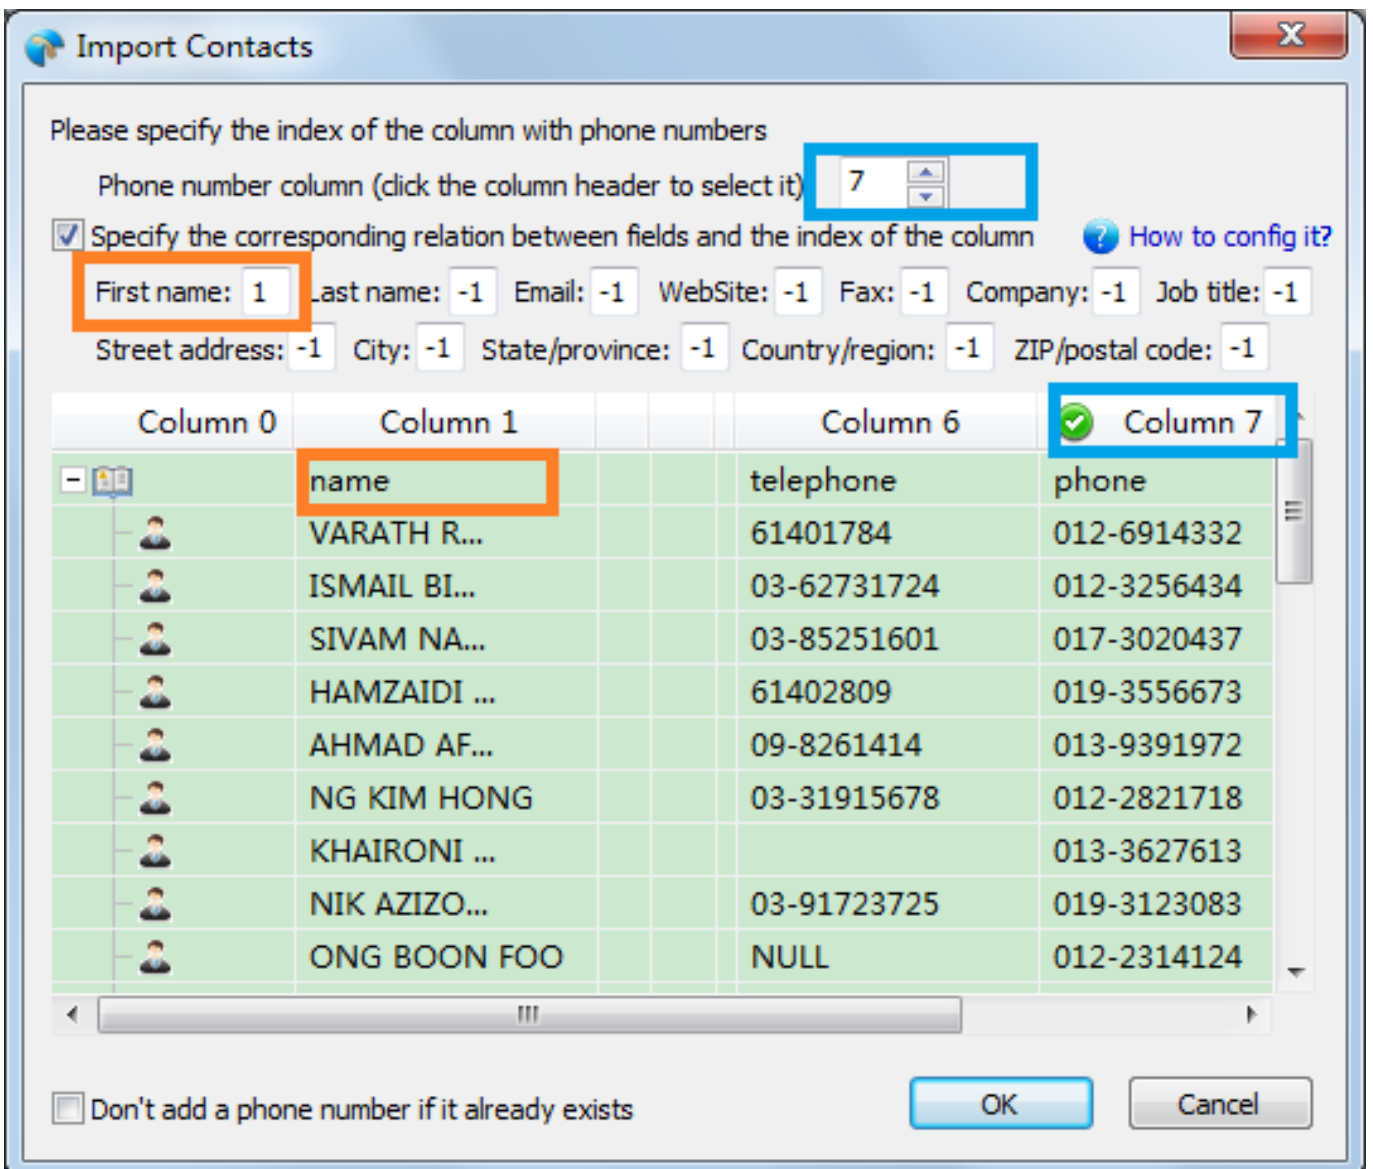 Import Contacts
Please specify the index of the column with phone numbers
Phone number column (click the column header to select it) 7
Specify the corresponding relation between fields and the index of the column How to config it?
First name: 1 Last name: -1 Email: -1 WebSite: -1 Fax: -1 Company: -1 Job title: -1
Street address: -1 City: -1 State/province: -1 Country/region: -1 ZIP/postal code: -1
Column 0 Column 1 Column 6 Column 7
name telephone phone
VARATH R... 61401784 012-6914332
ISMAIL BI... 03-62731724 012-3256434
SIVAM NA... 03-85251601 017-3020437
HAMZAIDI ... 61402809 019-3556673
AHMAD AF... 09-8261414 013-9391972
NG KIM HONG 03-31915678 012-2821718
KHAIRONI ... 013-3627613
NIK AZIZO... 03-91723725 019-3123083
ONG BOON FOO NULL 012-2314124
Don't add a phone number if it already exists OK Cancel